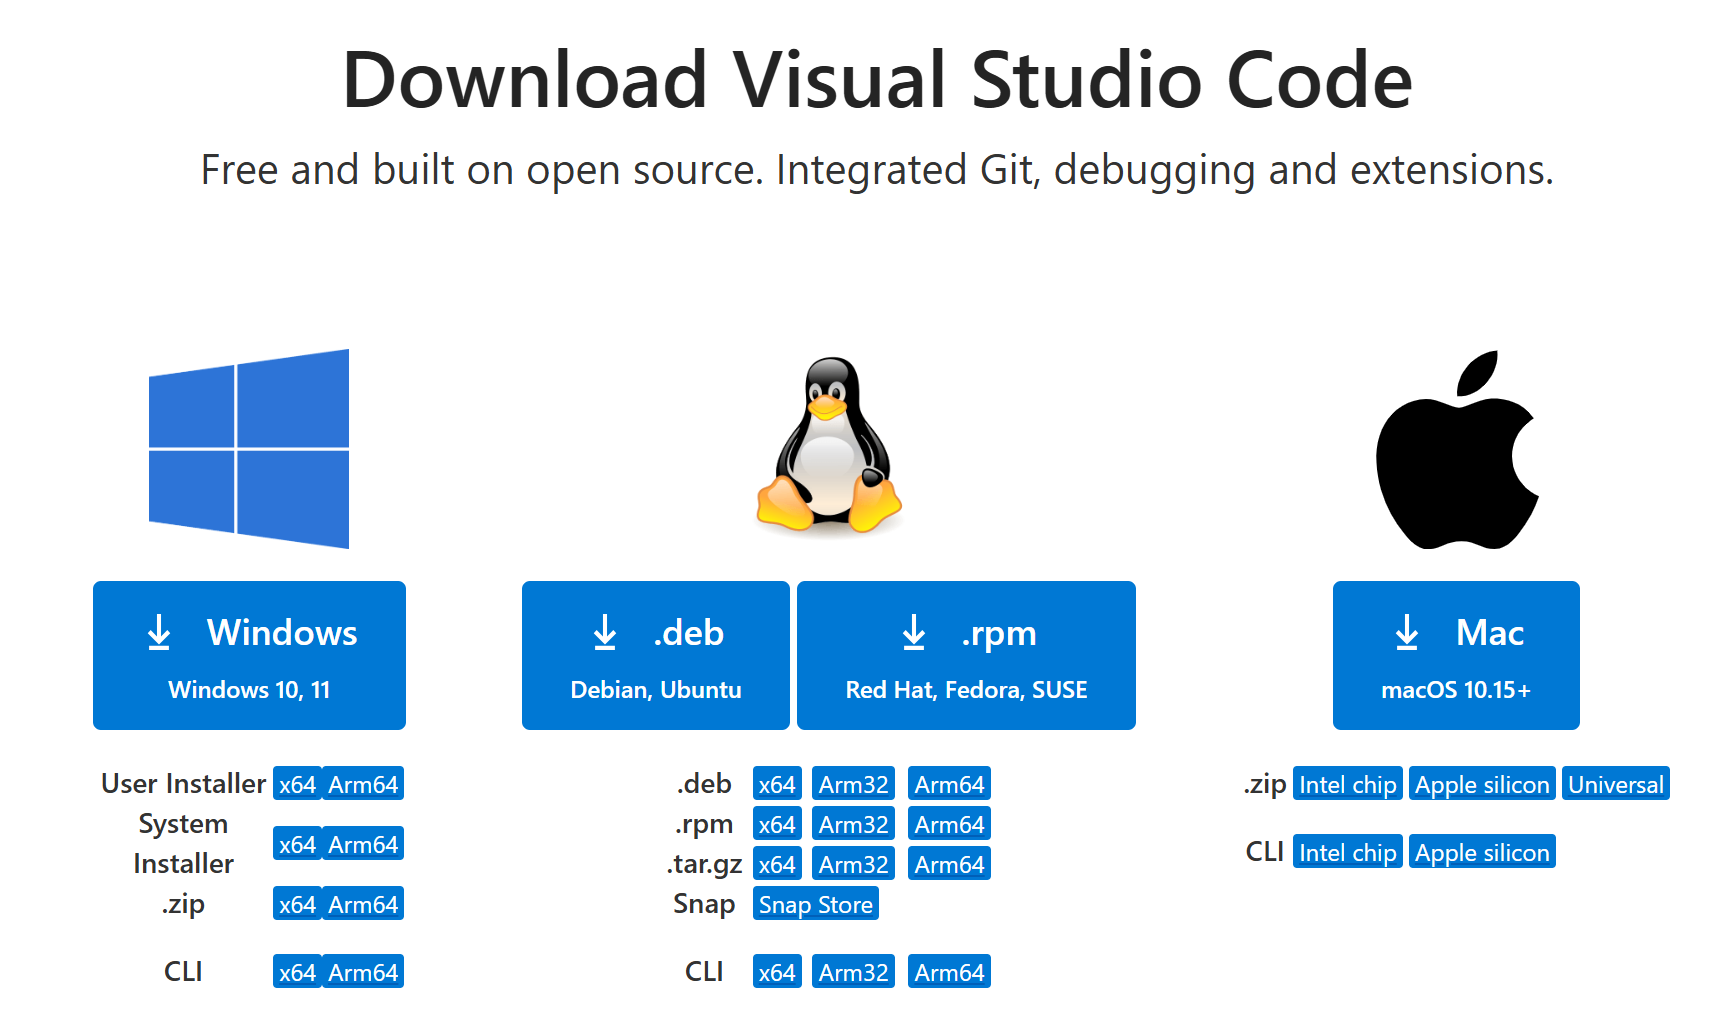 Download Visual Studio Code
Free and built on open source. Integrated Git, debugging and extensions.
Windows
Windows 10, 11
User Installer x64 Arm64
System
Installer x64 Arm64
.zip x64 Arm64
CLI x64 Arm64
.deb
Debian, Ubuntu
.rpm
Red Hat, Fedora, SUSE
.deb x64 Arm32 Arm64
.rpm x64 Arm32 Arm64
.tar.gz x64 Arm32 Arm64
Snap Snap Store
CLI x64 Arm32 Arm64
Mac
macOS 10.15+
.zip Intel chip Apple silicon Universal
CLI Intel chip Apple silicon